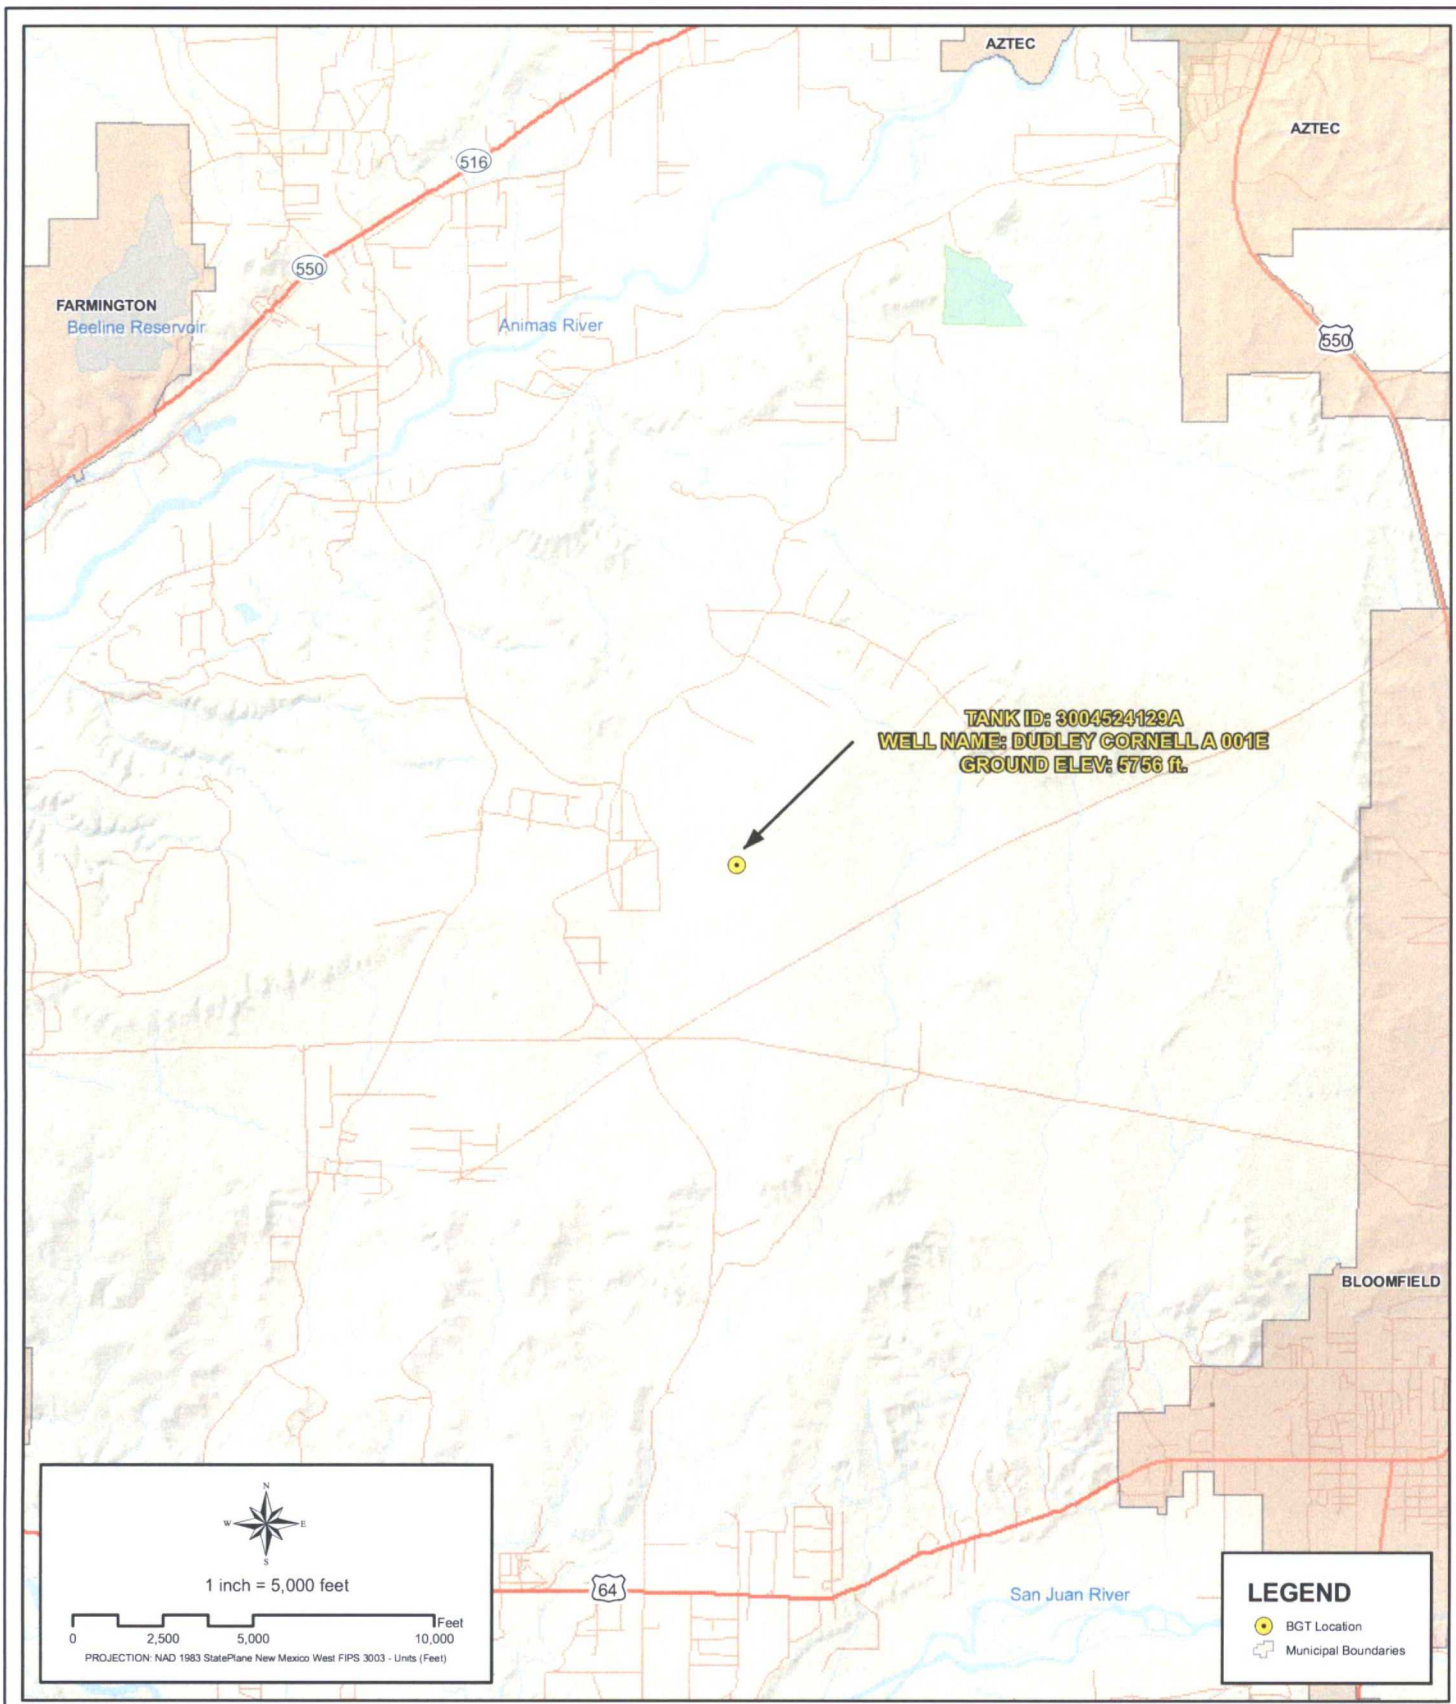 AZTEC
AZTEC
516
550
FARMINGTON
Beeline Reservoir
Animas River
550
TANK ID: 3004524129A
WELL NAME: DUDLEY CORNELL A 001E
GROUND ELEV: 5756 ft.
BLOOMFIELD
N
W E
S
1 inch = 5,000 feet
Feet
0 2,500 5,000 10,000
PROJECTION: NAD 1983 StatePlane New Mexico West FIPS 3003 - Units (Feet)
64
San Juan River
LEGEND
BGT Location
Municipal Boundaries